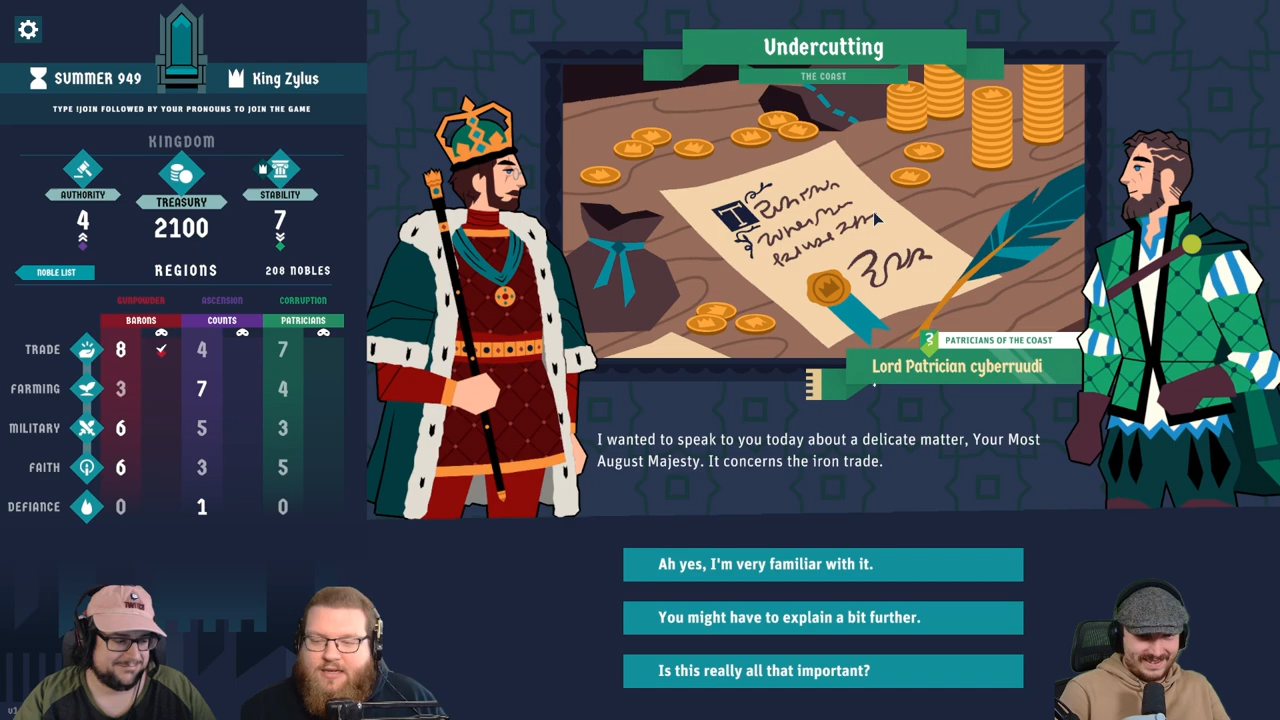 Undercutting
THE COAST
SUMMER 949
King Zylus
TYPE !JOIN FOLLOWED BY YOUR PRONOUNS TO JOIN THE GAME
KINGDOM
AUTHORITY
TREASURY
STABILITY
4
2100
7
NOBLE LIST
REGIONS
208 NOBLES
GUNPOWDER
ASCENSION
CORRUPTION
BARONS
COUNTS
PATRICIANS
TRADE 8 4 7
FARMING 3 7 4
MILITARY 6 5 3
FAITH 6 3 5
DEFIANCE 0 1 0
PATRICIANS OF THE COAST
Lord Patrician cyberruudi
I wanted to speak to you today about a delicate matter, Your Most
August Majesty. It concerns the iron trade.
Ah yes, I'm very familiar with it.
You might have to explain a bit further.
Is this really all that important?